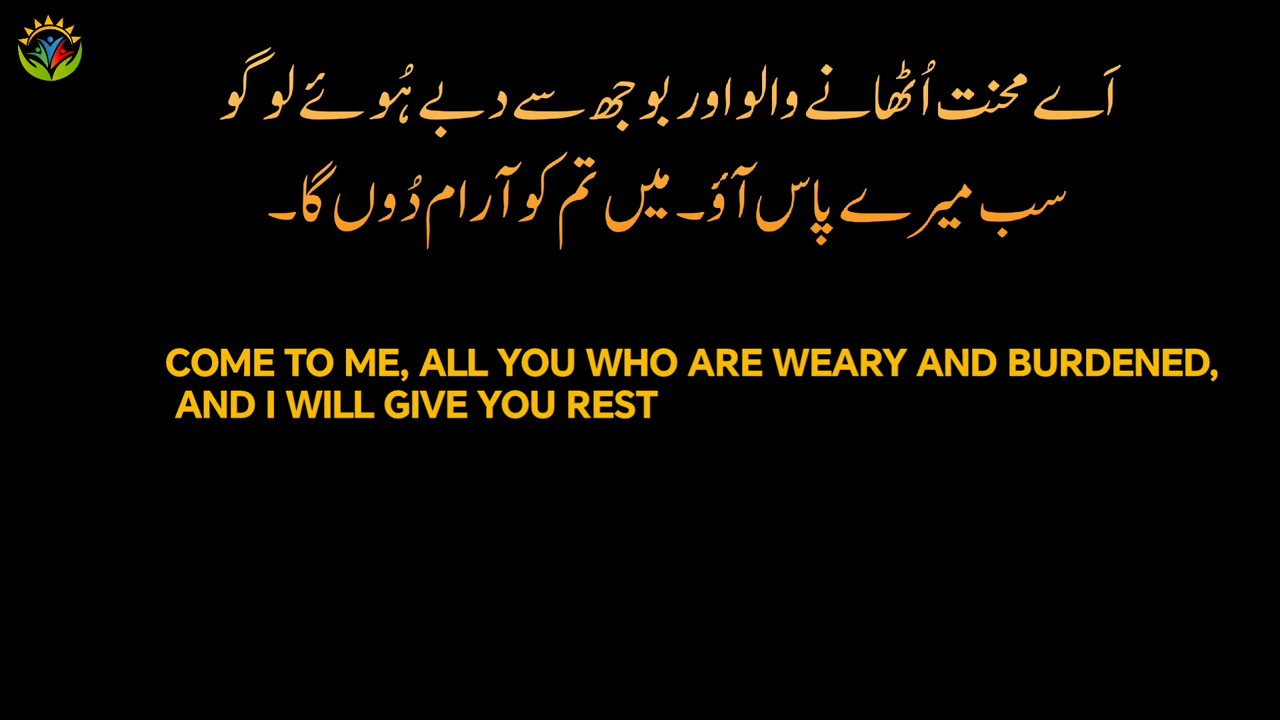 اَے محنت اُٹھانے والو اور بوجھ سے دبے ہُوئے لوگو
سب میرے پاس آؤ۔ میں تم کو آرام دُوں گا۔
COME TO ME, ALL YOU WHO ARE WEARY AND BURDENED,
AND I WILL GIVE YOU REST